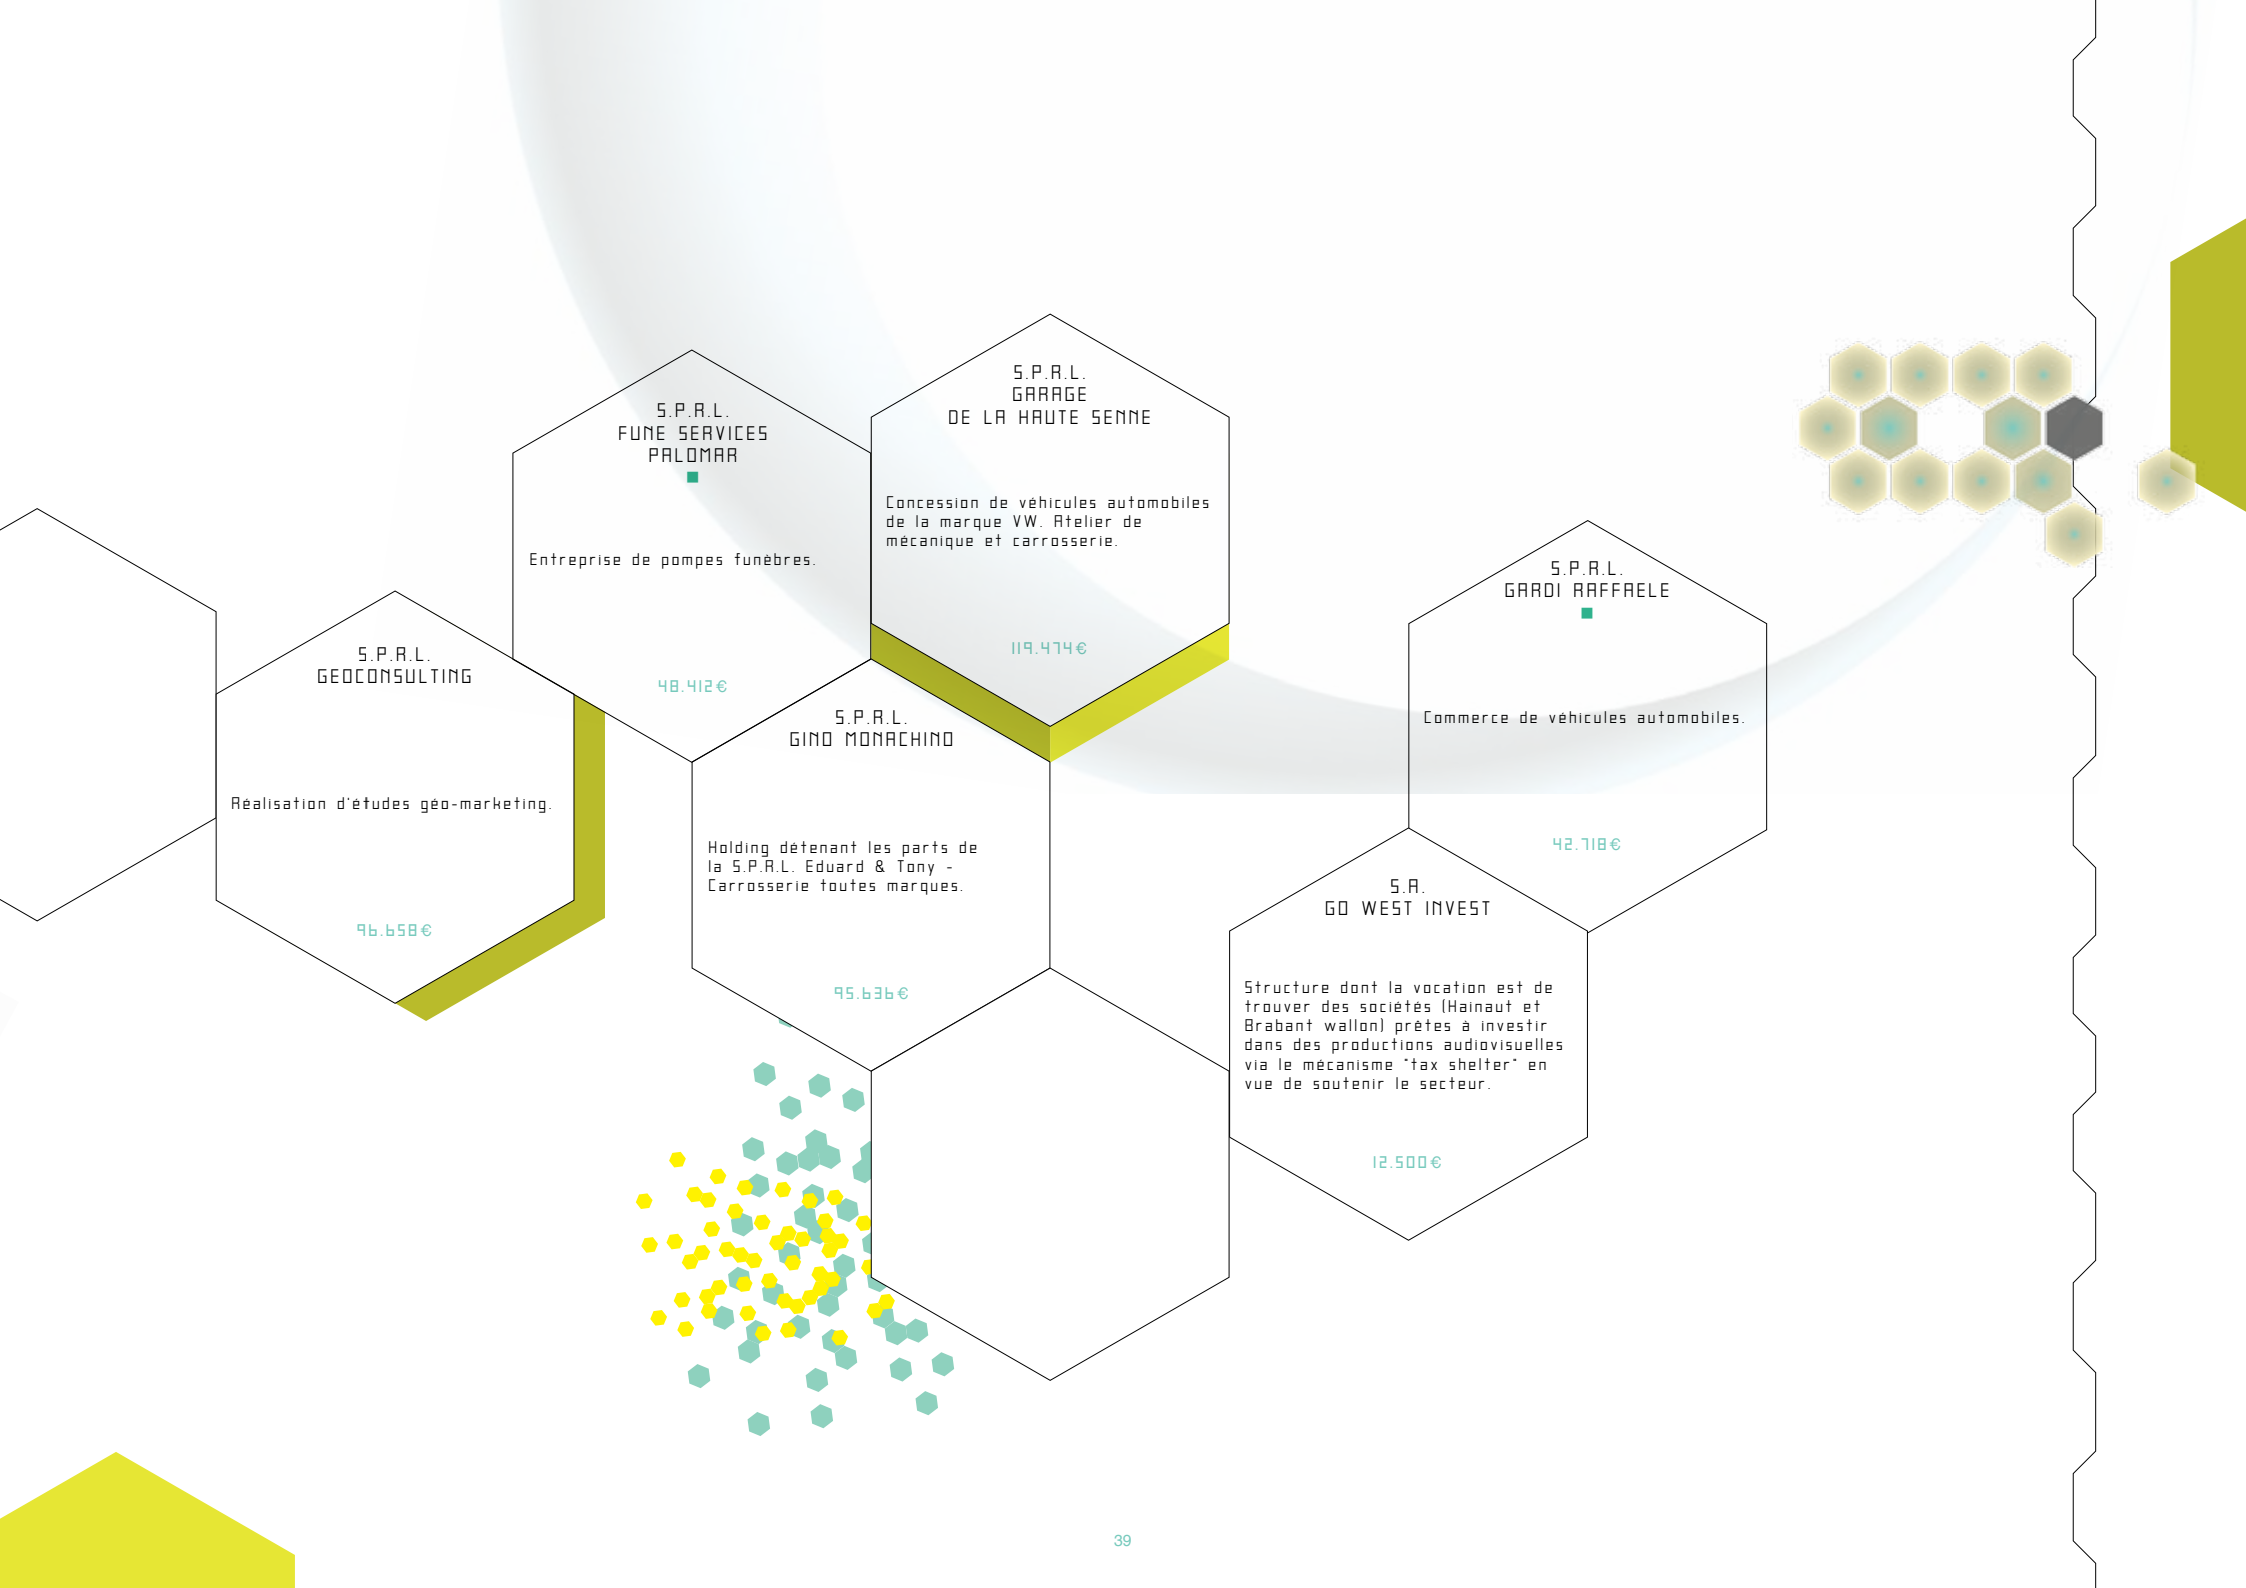 S.P.R.L.
GEOCONSULTING
Réalisation d'études géo-marketing.
96.658€
S.P.R.L.
FUNE SERVICES
PALOMAR
Entreprise de pompes funèbres.
48.412€
S.P.R.L.
GARAGE
DE LA HAUTE SENNE
Concession de véhicules automobiles
de la marque VW. Atelier de
mécanique et carrosserie.
119.474€
S.P.R.L.
GINO MONACHINO
Holding détenant les parts de
la S.P.R.L. Eduard & Tony -
Carrosserie toutes marques.
95.636€
S.P.R.L.
GARDI RAFFAELE
Commerce de véhicules automobiles.
42.718€
S.A.
GO WEST INVEST
Structure dont la vocation est de
trouver des sociétés (Hainaut et
Brabant wallon) prêtes à investir
dans des productions audiovisuelles
via le mécanisme "tax shelter" en
vue de soutenir le secteur.
12.500€
39